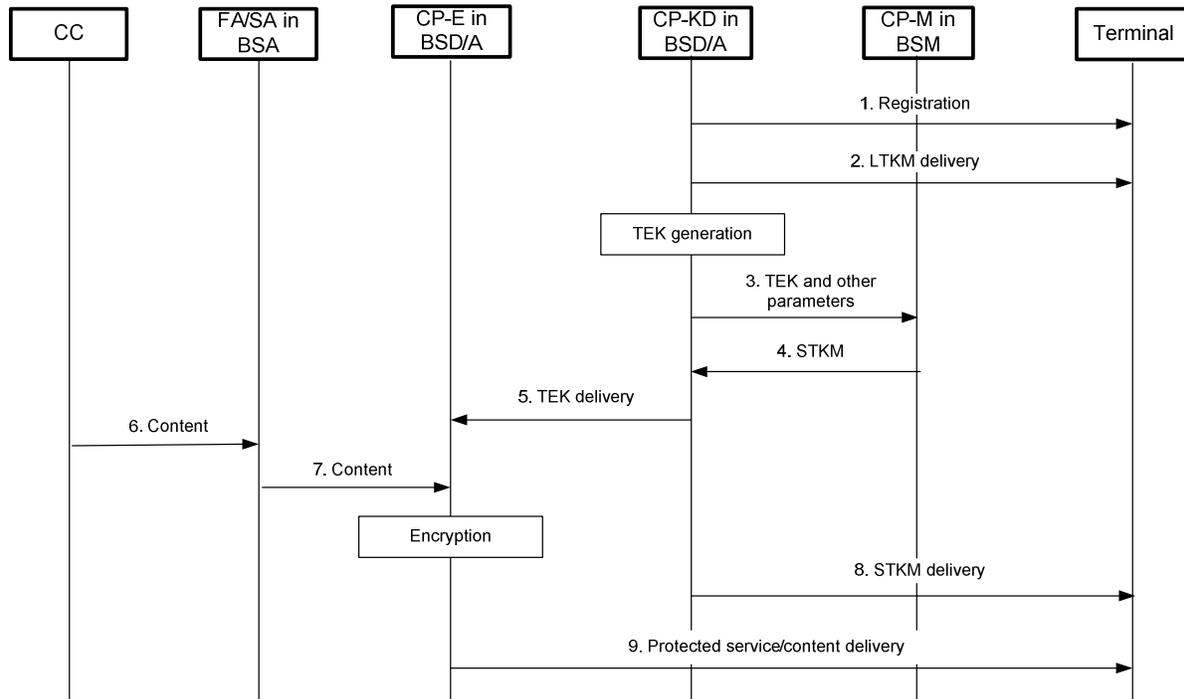 CC
FA/SA in
BSA
CP-E in
BSD/A
CP-KD in
BSD/A
CP-M in
BSM
Terminal
1. Registration
2. LTKM delivery
TEK generation
3. TEK and other
parameters
4. STKM
5. TEK delivery
6. Content
7. Content
Encryption
8. STKM delivery
9. Protected service/content delivery